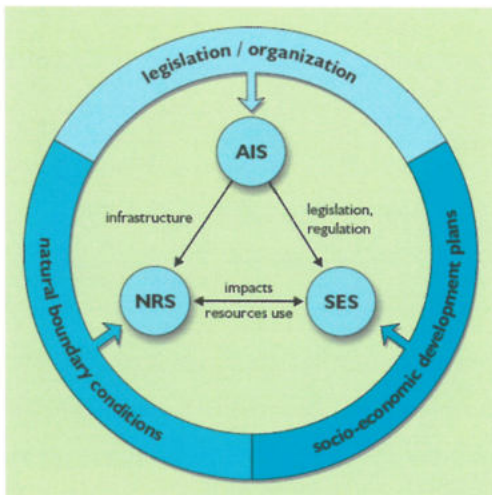 legislation / organization
AIS
infrastructure
legislation,
regulation
NRS
impacts
resources use
SES
natural boundary conditions
socio-economic development plans